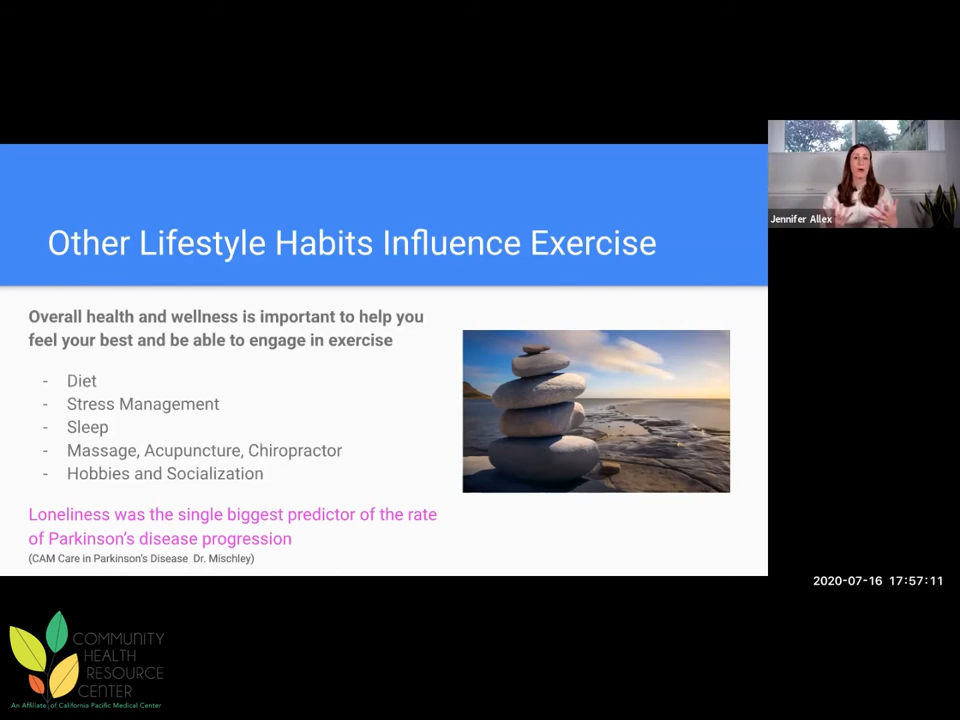 Other Lifestyle Habits Influence Exercise
Jennifer Allex
Overall health and wellness is important to help you
feel your best and be able to engage in exercise
- Diet
- Stress Management
- Sleep
- Massage, Acupuncture, Chiropractor
- Hobbies and Socialization
Loneliness was the single biggest predictor of the rate
of Parkinson's disease progression
(CAM Care in Parkinson's Disease Dr. Mischley)
2020-07-16 17:57:11
COMMUNITY
HEALTH
RESOURCE
CENTER
An Affiliate of California Pacific Medical Center